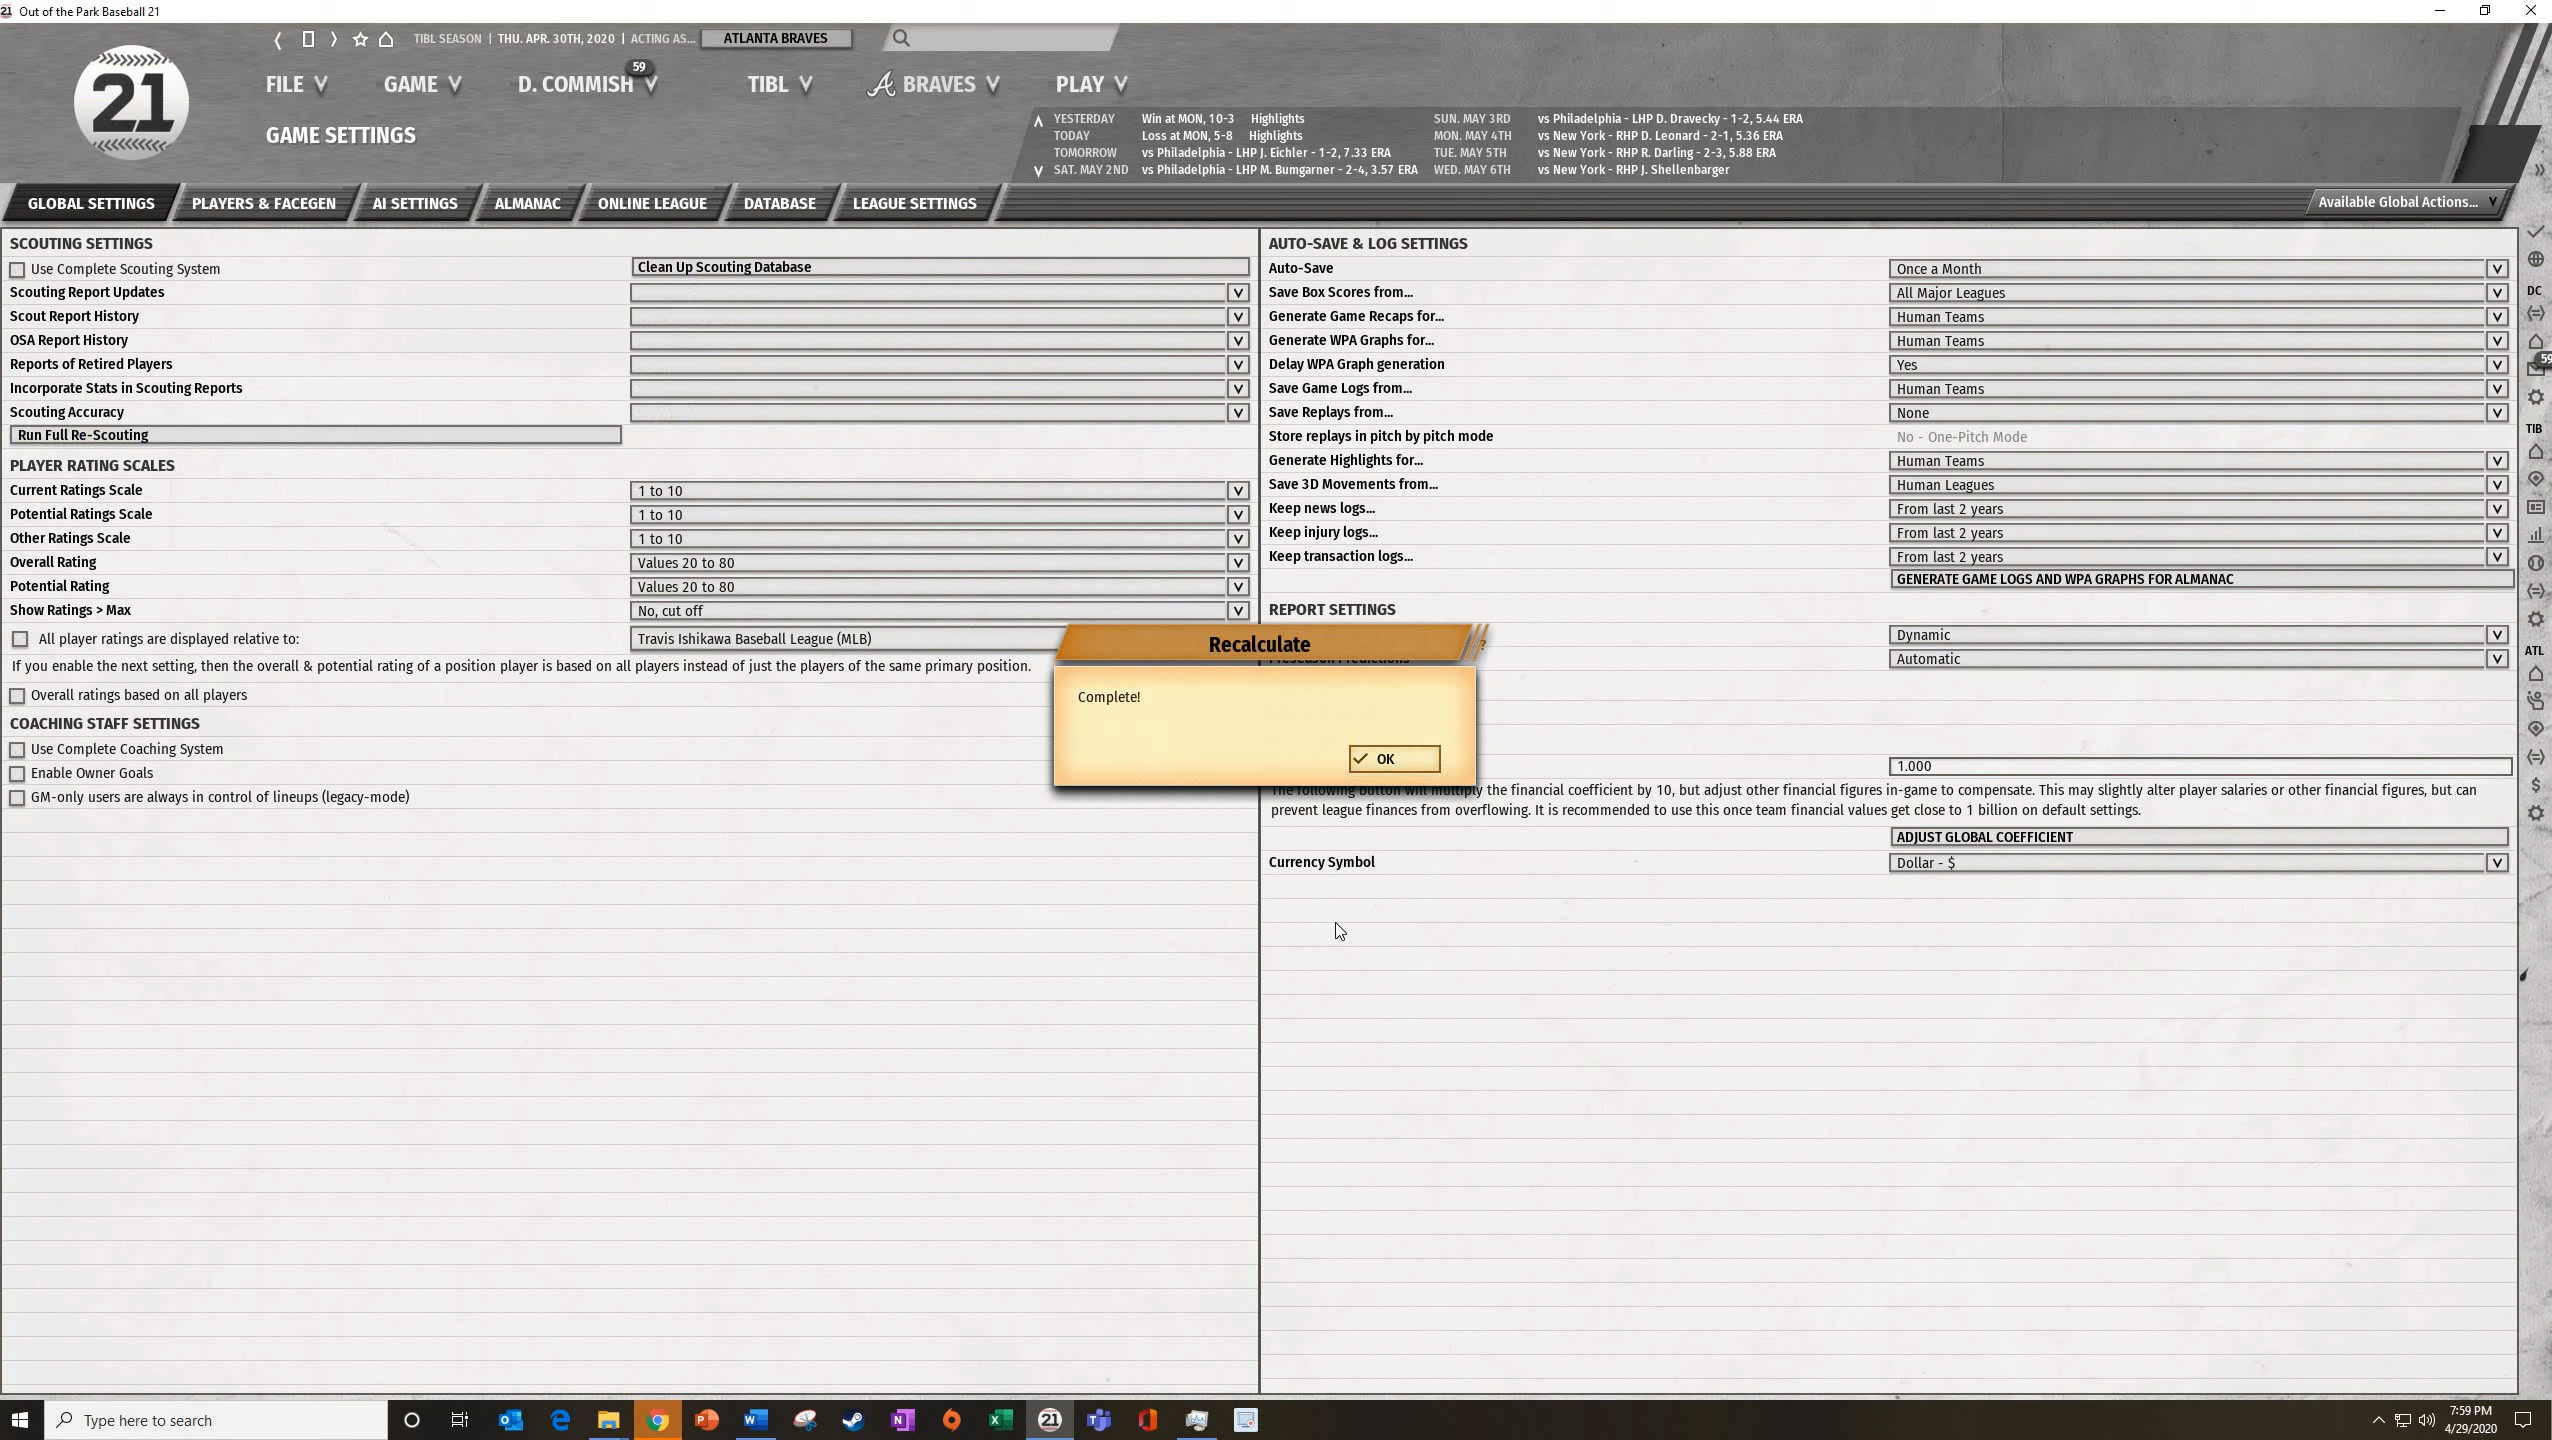 21 Out of the Park Baseball 21
TIBL SEASON | THU. APR. 30TH, 2020 | ACTING AS... ATLANTA BRAVES
21
FILE GAME D. COMMISH 59 TIBL BRAVES PLAY
GAME SETTINGS
YESTERDAY Win at MON, 10-3 Highlights SUN. MAY 3RD vs Philadelphia - LHP D. Dravecky - 1-2, 5.44 ERA
TODAY Loss at MON, 5-8 Highlights MON. MAY 4TH vs New York - RHP D. Leonard - 2-1, 5.36 ERA
TOMORROW vs Philadelphia - LHP J. Eichler - 1-2, 7.33 ERA TUE. MAY 5TH vs New York - RHP R. Darling - 2-3, 5.88 ERA
SAT. MAY 2ND vs Philadelphia - LHP M. Bumgarner - 2-4, 3.57 ERA WED. MAY 6TH vs New York - RHP J. Shellenbarger
GLOBAL SETTINGS PLAYERS & FACEGEN AI SETTINGS ALMANAC ONLINE LEAGUE DATABASE LEAGUE SETTINGS Available Global Actions...
SCOUTING SETTINGS
Use Complete Scouting System Clean Up Scouting Database
Scouting Report Updates
Scout Report History
OSA Report History
Reports of Retired Players
Incorporate Stats in Scouting Reports
Scouting Accuracy
Run Full Re-Scouting
PLAYER RATING SCALES
Current Ratings Scale 1 to 10
Potential Ratings Scale 1 to 10
Other Ratings Scale 1 to 10
Overall Rating Values 20 to 80
Potential Rating Values 20 to 80
Show Ratings > Max No, cut off
All player ratings are displayed relative to: Travis Ishikawa Baseball League (MLB)
If you enable the next setting, then the overall & potential rating of a position player is based on all players instead of just the players of the same primary position.
Overall ratings based on all players
COACHING STAFF SETTINGS
Use Complete Coaching System
Enable Owner Goals
GM-only users are always in control of lineups (legacy-mode)
AUTO-SAVE & LOG SETTINGS
Auto-Save Once a Month
Save Box Scores from... All Major Leagues
Generate Game Recaps for... Human Teams
Generate WPA Graphs for... Human Teams
Delay WPA Graph generation Yes
Save Game Logs from... Human Teams
Save Replays from... None
Store replays in pitch by pitch mode No - One-Pitch Mode
Generate Highlights for... Human Teams
Save 3D Movements from... Human Leagues
Keep news logs... From last 2 years
Keep injury logs... From last 2 years
Keep transaction logs... From last 2 years
GENERATE GAME LOGS AND WPA GRAPHS FOR ALMANAC
REPORT SETTINGS
Dynamic
Preseason Predictions Automatic
Recalculate
?
Complete!
OK
1.000
The following button will multiply the financial coefficient by 10, but adjust other financial figures in-game to compensate. This may slightly alter player salaries or other financial figures, but can
prevent league finances from overflowing. It is recommended to use this once team financial values get close to 1 billion on default settings.
ADJUST GLOBAL COEFFICIENT
Currency Symbol Dollar - $
DC
59
TIB
ATL
$
Type here to search
21
7:59 PM
4/29/2020